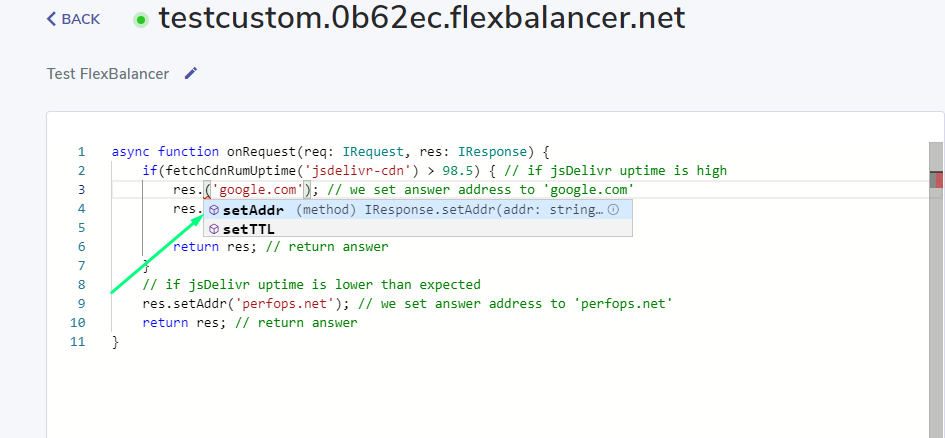 BACK
testcustom.0b62ec.flexbalancer.net
Test FlexBalancer
1 async function onRequest(req: IRequest, res: IResponse) {
2 if(fetchCdnRumUptime('jsdelivr-cdn') > 98.5) { // if jsDelivr uptime is high
3 res.('google.com'); // we set answer address to 'google.com'
4 res.
setAddr (method) IResponse.setAddr(addr: string…
5
setTTL
6 return res; // return answer
7 }
8 // if jsDelivr uptime is lower than expected
9 res.setAddr('perfops.net'); // we set answer address to 'perfops.net'
10 return res; // return answer
11 }